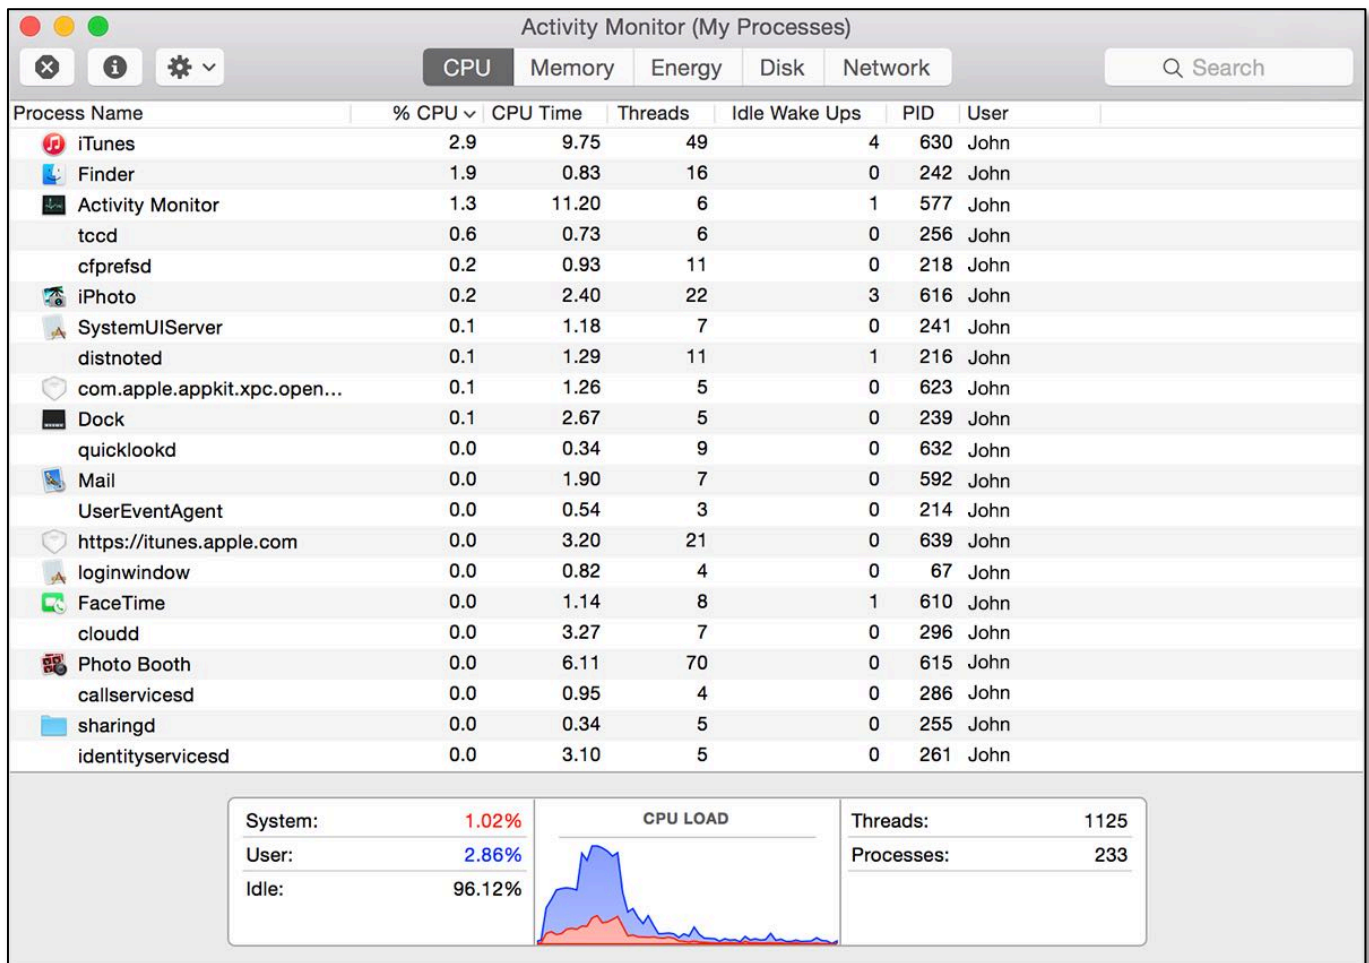 Activity Monitor (My Processes)
CPU Memory Energy Disk Network Search
Process Name % CPU CPU Time Threads Idle Wake Ups PID User
iTunes 2.9 9.75 49 4 630 John
Finder 1.9 0.83 16 0 242 John
Activity Monitor 1.3 11.20 6 1 577 John
tccd 0.6 0.73 6 0 256 John
cfprefsd 0.2 0.93 11 0 218 John
iPhoto 0.2 2.40 22 3 616 John
SystemUIServer 0.1 1.18 7 0 241 John
distnoted 0.1 1.29 11 1 216 John
com.apple.appkit.xpc.open... 0.1 1.26 5 0 623 John
Dock 0.1 2.67 5 0 239 John
quicklookd 0.0 0.34 9 0 632 John
Mail 0.0 1.90 7 0 592 John
UserEventAgent 0.0 0.54 3 0 214 John
https://itunes.apple.com 0.0 3.20 21 0 639 John
loginwindow 0.0 0.82 4 0 67 John
FaceTime 0.0 1.14 8 1 610 John
cloudd 0.0 3.27 7 0 296 John
Photo Booth 0.0 6.11 70 0 615 John
callservicesd 0.0 0.95 4 0 286 John
sharingd 0.0 0.34 5 0 255 John
identityservicesd 0.0 3.10 5 0 261 John
System: 1.02% CPU LOAD Threads: 1125
User: 2.86% Processes: 233
Idle: 96.12%